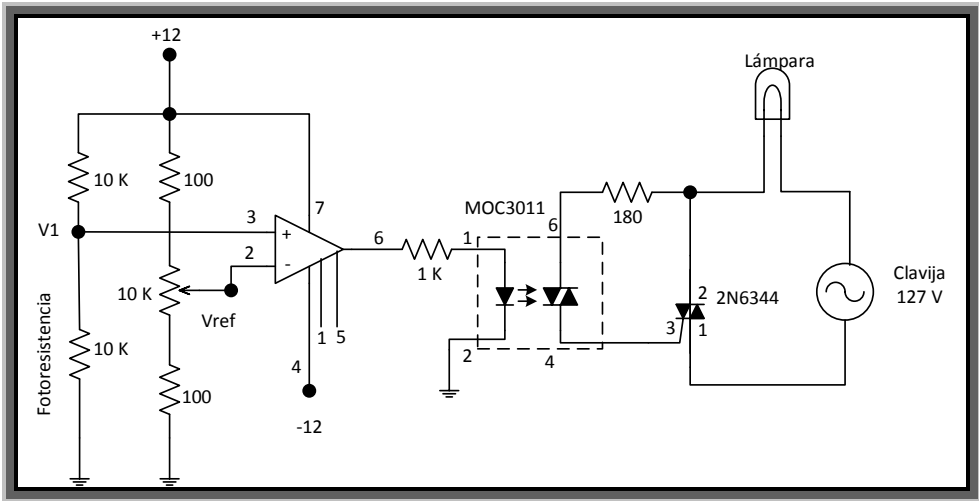 +12
Lámpara
10 K
100
V1
3
7
+
2
-
6
1 K
MOC3011
1
6
180
10 K
Vref
1
5
4
-12
2
4
2N6344
2
3
1
Clavija
127 V
Fotoresistencia
10 K
100